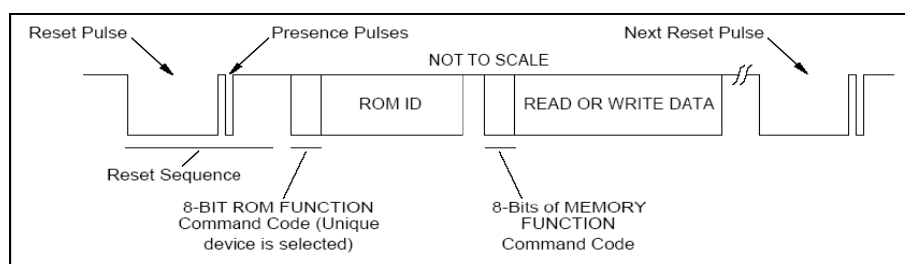 Reset Pulse
Presence Pulses
Next Reset Pulse
NOT TO SCALE
ROM ID
READ OR WRITE DATA
Reset Sequence
8-BIT ROM FUNCTION
Command Code (Unique
device is selected)
8-Bits of MEMORY
FUNCTION
Command Code